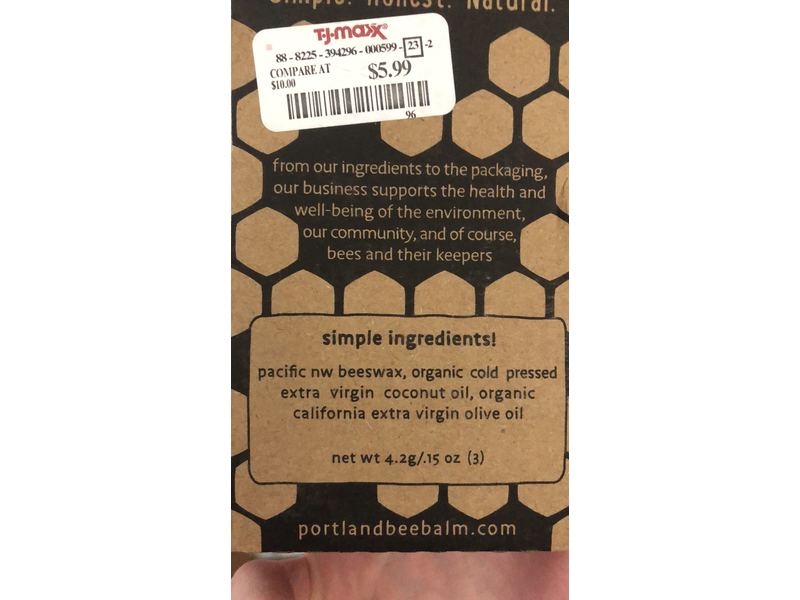 Simple. Honest. Natural.
T·J·maxx®
88 - 8225 - 394296 - 000599 - 23 -2
COMPARE AT
$10.00
$5.99
96
from our ingredients to the packaging,
our business supports the health and
well-being of the environment,
our community, and of course,
bees and their keepers
simple ingredients!
pacific nw beeswax, organic cold pressed
extra virgin coconut oil, organic
california extra virgin olive oil
net wt 4.2g/.15 oz (3)
portlandbeebalm.com